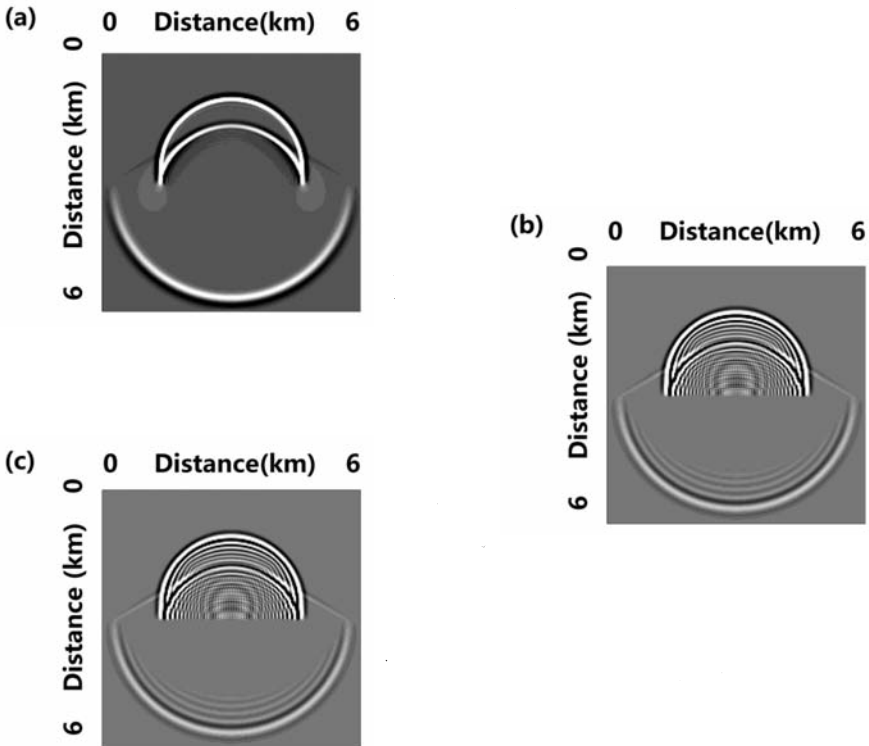 (a) 0 Distance(km) 6
0
Distance (km)
6
(b) 0 Distance(km) 6
0
Distance (km)
6
(c) 0 Distance(km) 6
0
Distance (km)
6